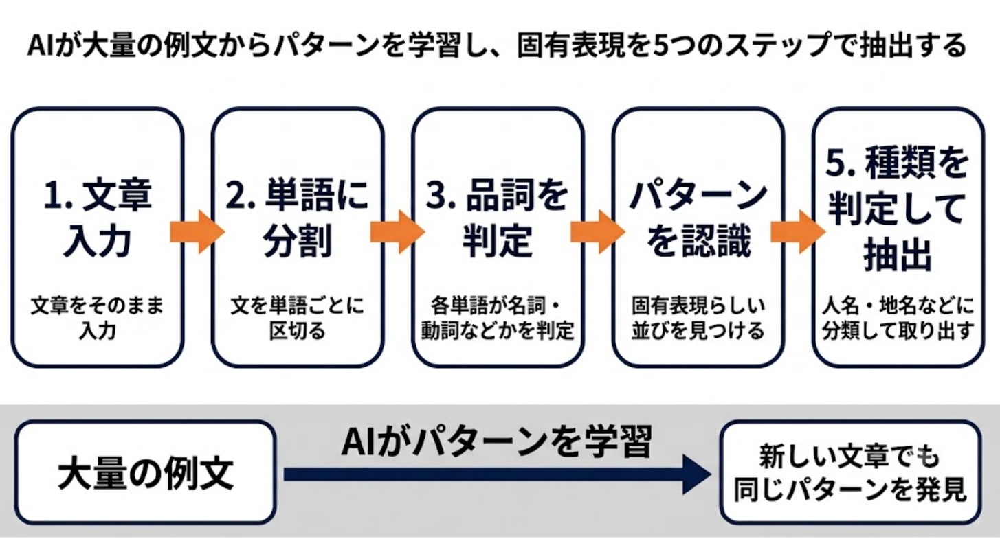 AIが大量の例文からパターンを学習し、固有表現を5つのステップで抽出する
1. 文章
入力
文章をそのまま
入力
2. 単語に
分割
文を単語ごとに
区切る
3. 品詞を
判定
各単語が名詞・
動詞などかを判定
パターン
を認識
固有表現らしい
並びを見つける
5. 種類を
判定して
抽出
人名・地名などに
分類して取り出す
大量の例文
AIがパターンを学習
新しい文章でも
同じパターンを発見